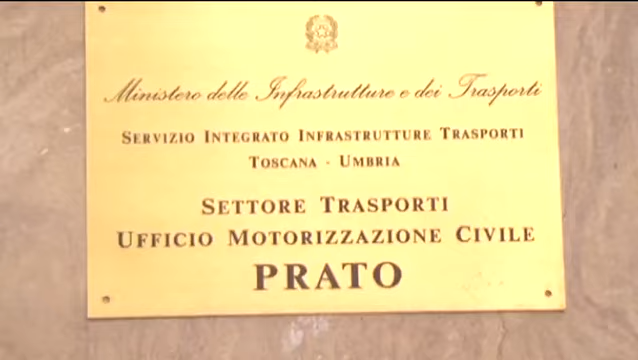 Ministero delle Infrastrutture e dei Trasporti
SERVIZIO INTEGRATO INFRASTRUTTURE TRASPORTI
TOSCANA - UMBRIA
SETTORE TRASPORTI
UFFICIO MOTORIZZAZIONE CIVILE
PRATO